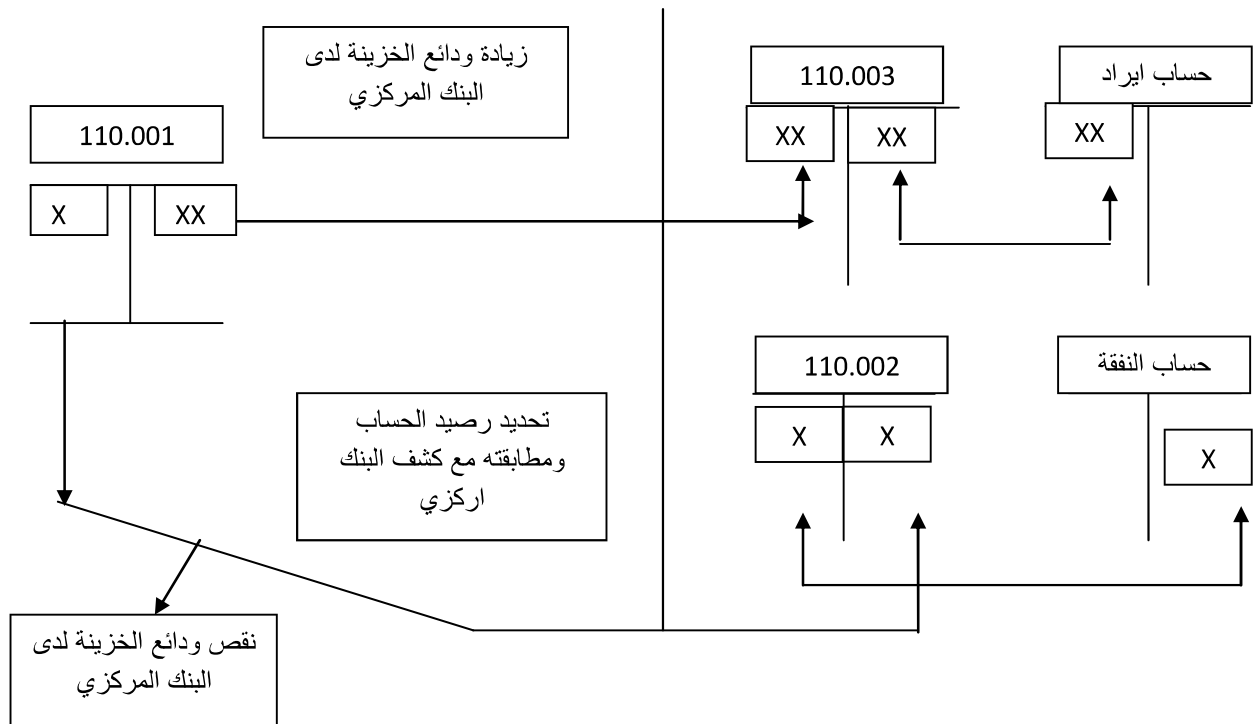 زيادة ودائع الخزينة لدى
البنك المركزي
110.003
حساب ايراد
110.001
XX
XX
XX
X
XX
110.002
حساب النفقة
تحديد رصيد الحساب
ومطابقته مع كشف البنك
اركزي
X
X
X
نقص ودائع الخزينة لدى
البنك المركزي